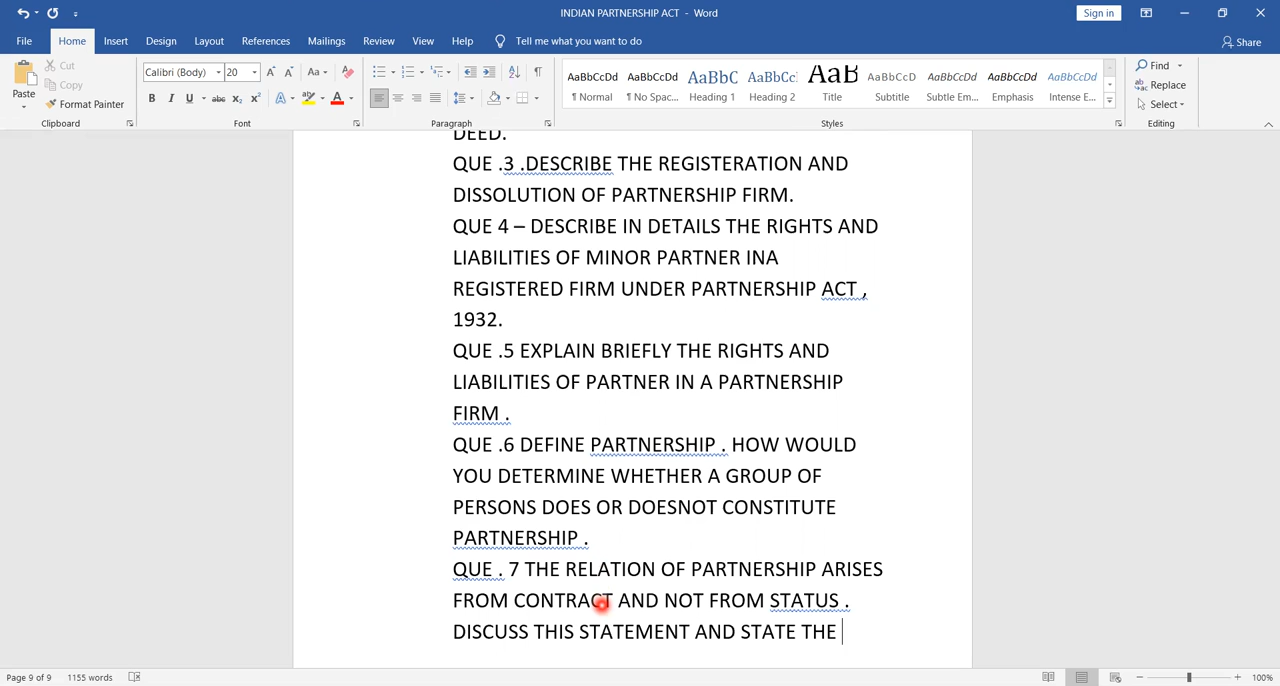 INDIAN PARTNERSHIP ACT - Word
Sign in
File Home Insert Design Layout References Mailings Review View Help Tell me what you want to do
Share
Paste
Cut
Copy
Format Painter
Clipboard
Calibri (Body) 20
Font
Paragraph
AaBbCcDd AaBbCcDd AaBbC AaBbCc AaB AaBbCcD AaBbCcDd AaBbCcDd AaBbCcDd
¶ Normal ¶ No Spac... Heading 1 Heading 2 Title Subtitle Subtle Em... Emphasis Intense E...
Styles
Find
Replace
Select
Editing
DEED.
QUE .3 .DESCRIBE THE REGISTERATION AND
DISSOLUTION OF PARTNERSHIP FIRM.
QUE 4 – DESCRIBE IN DETAILS THE RIGHTS AND
LIABILITIES OF MINOR PARTNER INA
REGISTERED FIRM UNDER PARTNERSHIP ACT ,
1932.
QUE .5 EXPLAIN BRIEFLY THE RIGHTS AND
LIABILITIES OF PARTNER IN A PARTNERSHIP
FIRM .
QUE .6 DEFINE PARTNERSHIP . HOW WOULD
YOU DETERMINE WHETHER A GROUP OF
PERSONS DOES OR DOESNOT CONSTITUTE
PARTNERSHIP .
QUE . 7 THE RELATION OF PARTNERSHIP ARISES
FROM CONTRACT AND NOT FROM STATUS .
DISCUSS THIS STATEMENT AND STATE THE
Page 9 of 9 1155 words
100%